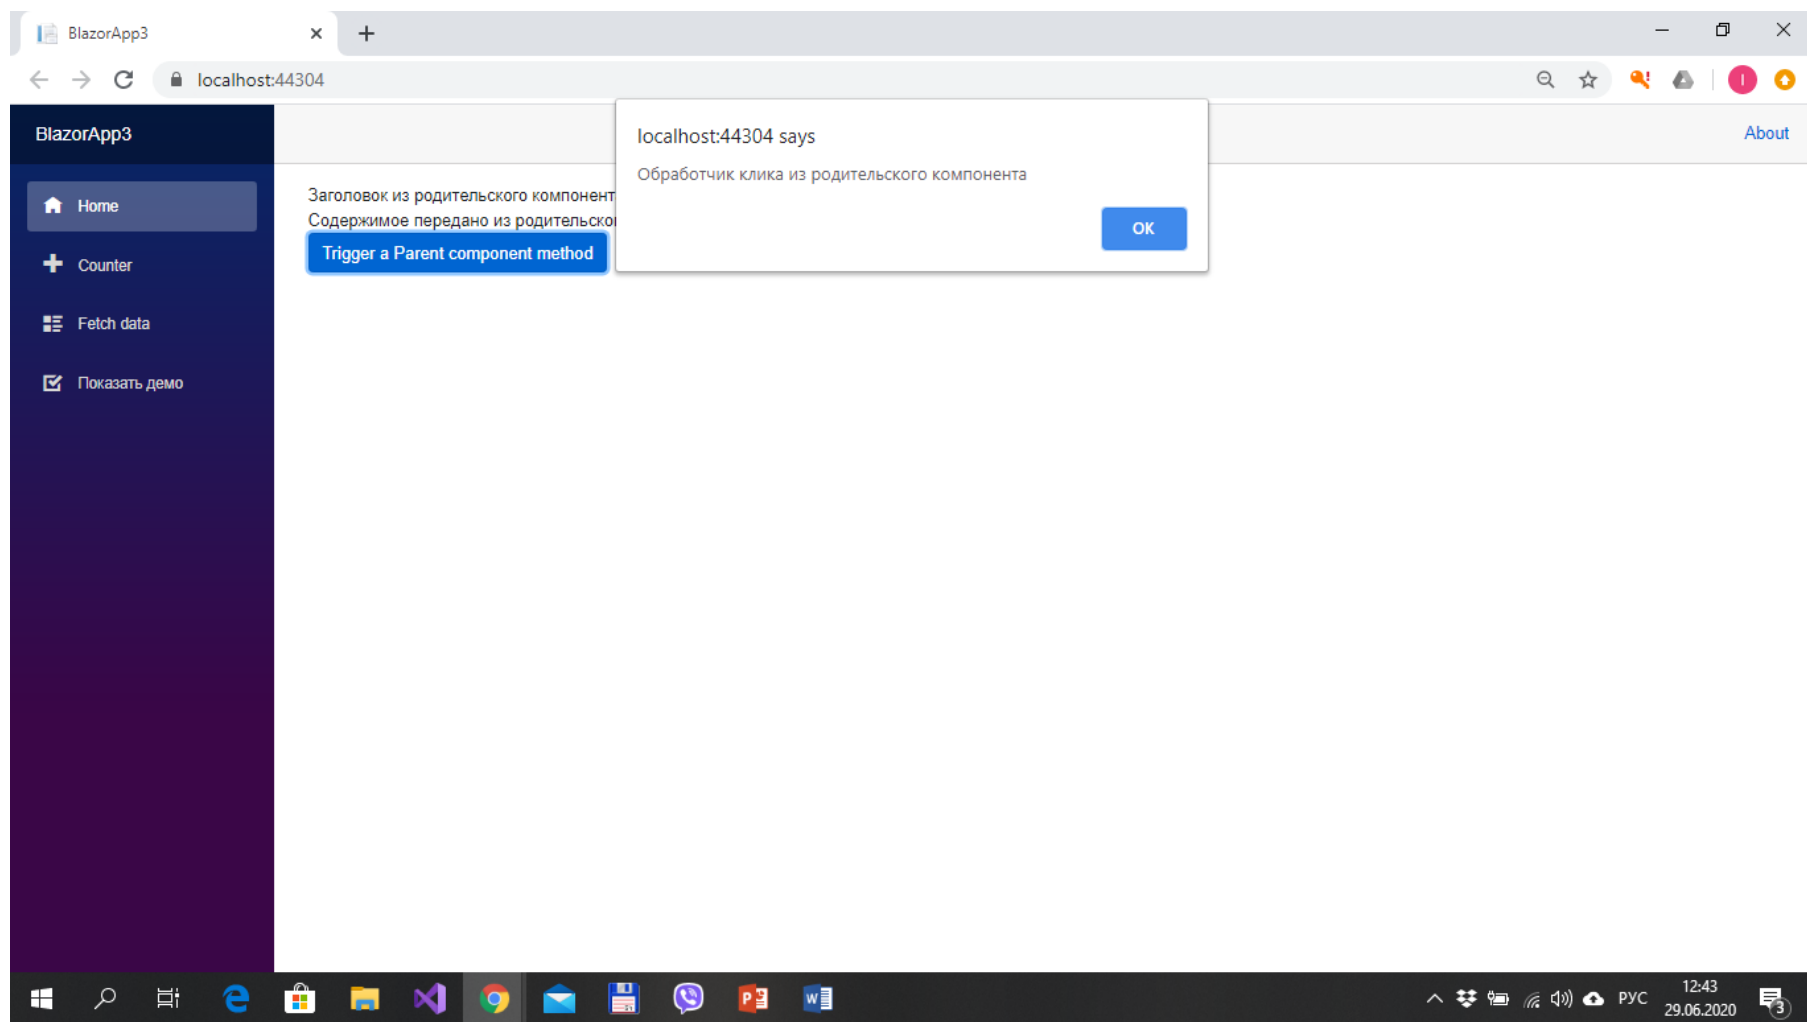 BlazorApp3
localhost:44304
BlazorApp3
About
localhost:44304 says
Обработчик клика из родительского компонента
OK
Home
Counter
Fetch data
Показать демо
Заголовок из родительского компонент
Содержимое передано из
Trigger a Parent component method
РУС
12:43
29.06.2020
3